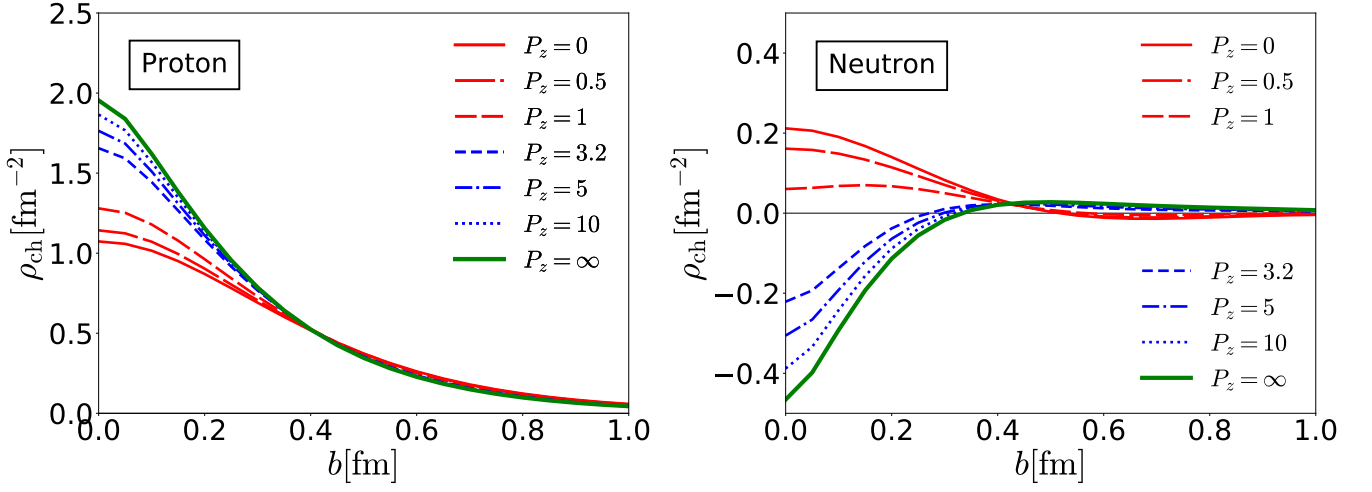 2.5
Proton
P_z = 0
P_z = 0.5
P_z = 1
P_z = 3.2
P_z = 5
P_z = 10
P_z = ∞
2.0
1.5
1.0
0.5
0.0
ρ_ch[fm⁻²]
0.0 0.2 0.4 0.6 0.8 1.0
b[fm]
Neutron
P_z = 0
P_z = 0.5
P_z = 1
0.4
0.2
0.0
−0.2
−0.4
ρ_ch[fm⁻²]
P_z = 3.2
P_z = 5
P_z = 10
P_z = ∞
0.0 0.2 0.4 0.6 0.8 1.0
b[fm]